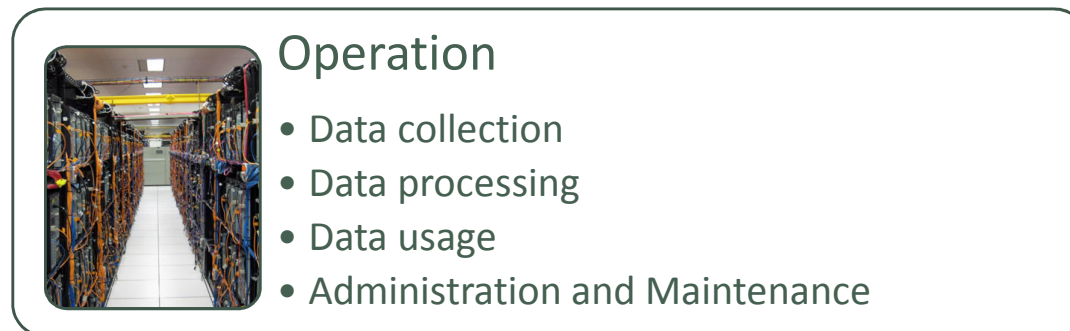 Operation
• Data collection
• Data processing
• Data usage
• Administration and Maintenance